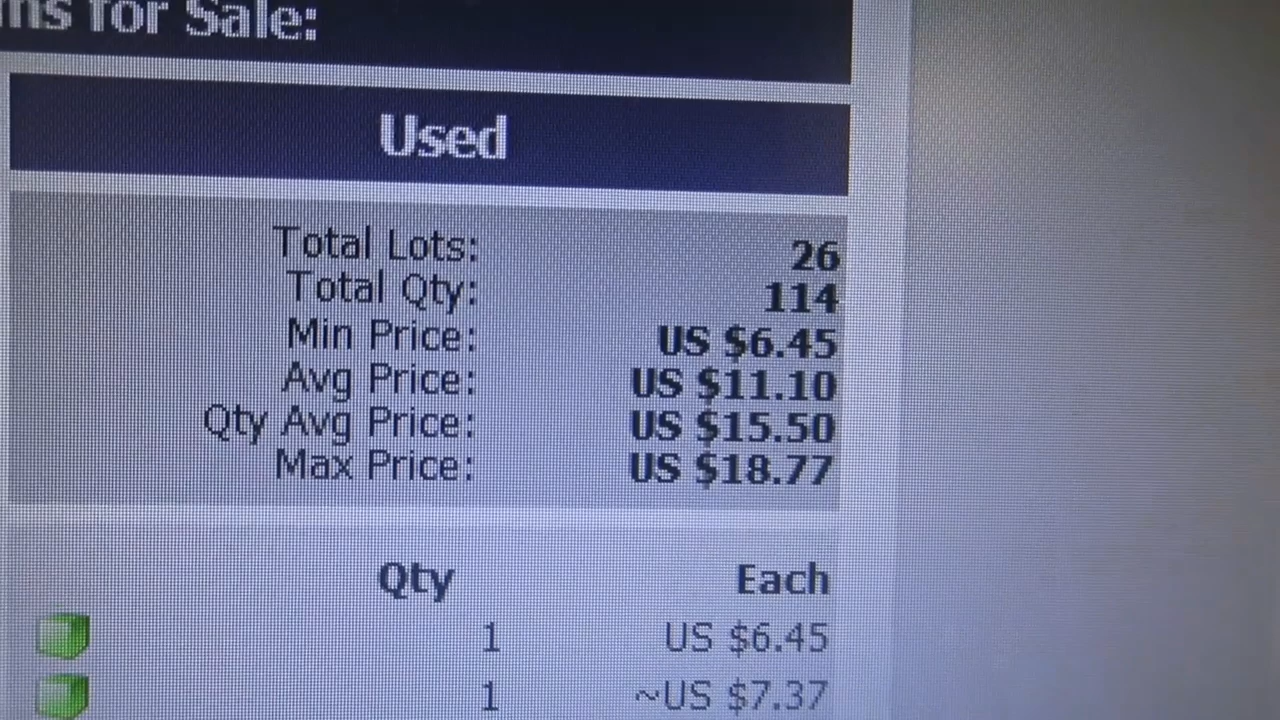 ms for Sale:
Used
Total Lots: 26
Total Qty: 114
Min Price: US $6.45
Avg Price: US $11.10
Qty Avg Price: US $15.50
Max Price: US $18.77
Qty Each
1 US $6.45
1 ~US $7.37